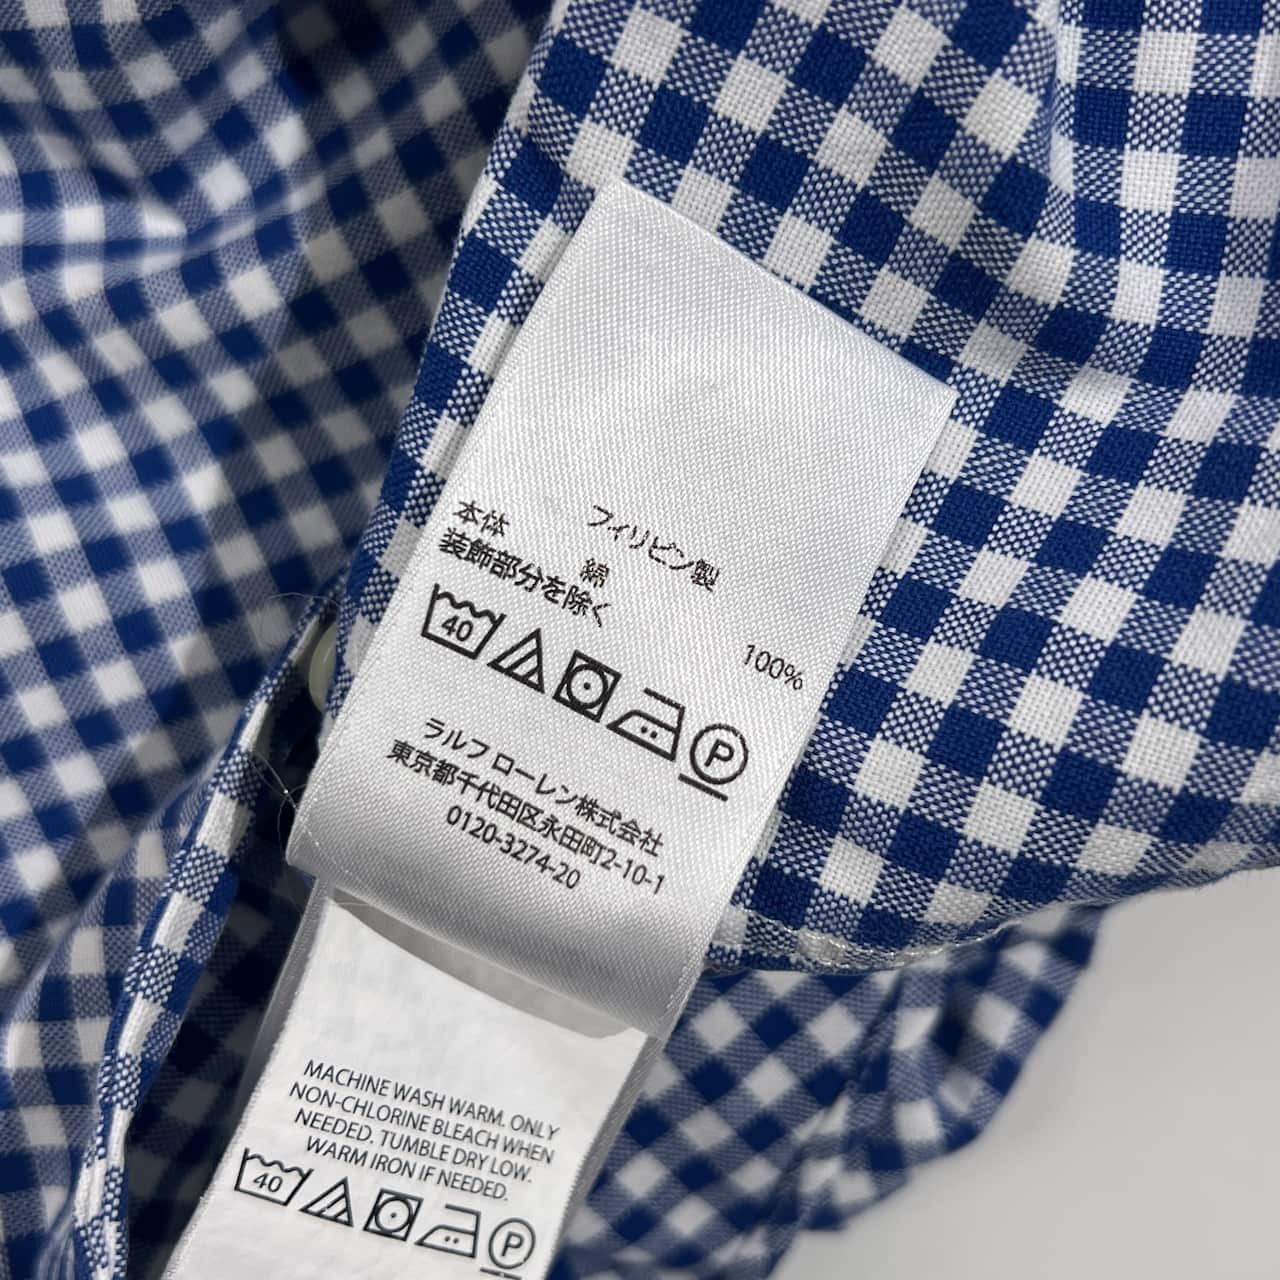 フィリピン製
本体 綿 100%
装飾部分を除く
40 P
ラルフ ローレン株式会社
東京都千代田区永田町2-10-1
0120-3274-20
MACHINE WASH WARM. ONLY
NON-CHLORINE BLEACH WHEN
NEEDED. TUMBLE DRY LOW.
WARM IRON IF NEEDED.
40 P